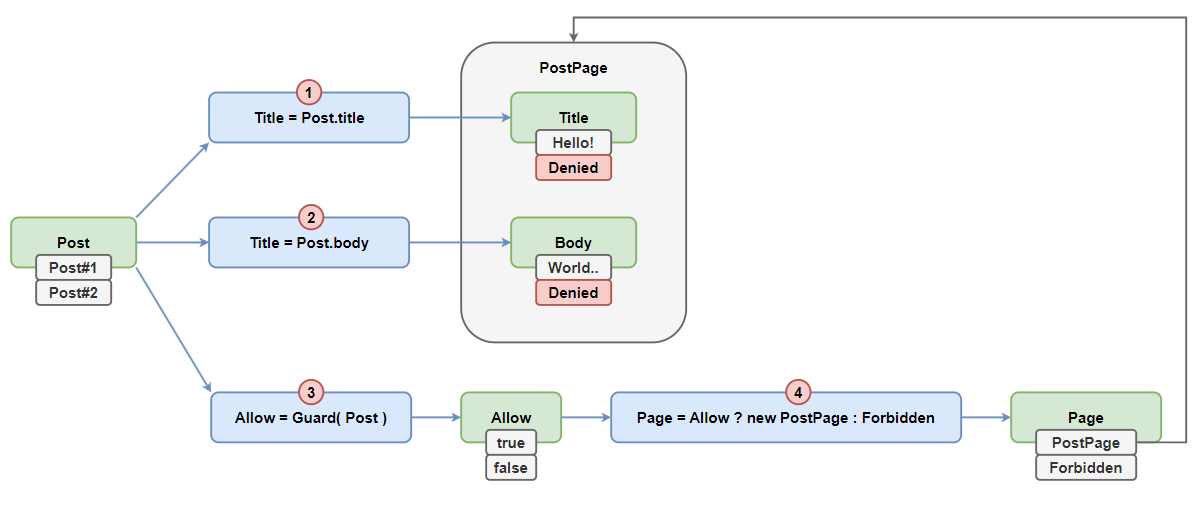 PostPage
1
Title = Post.title
Title
Hello!
Denied
2
Title = Post.body
Body
World..
Denied
Post
Post#1
Post#2
3
Allow = Guard( Post )
Allow
true
false
4
Page = Allow ? new PostPage : Forbidden
Page
PostPage
Forbidden